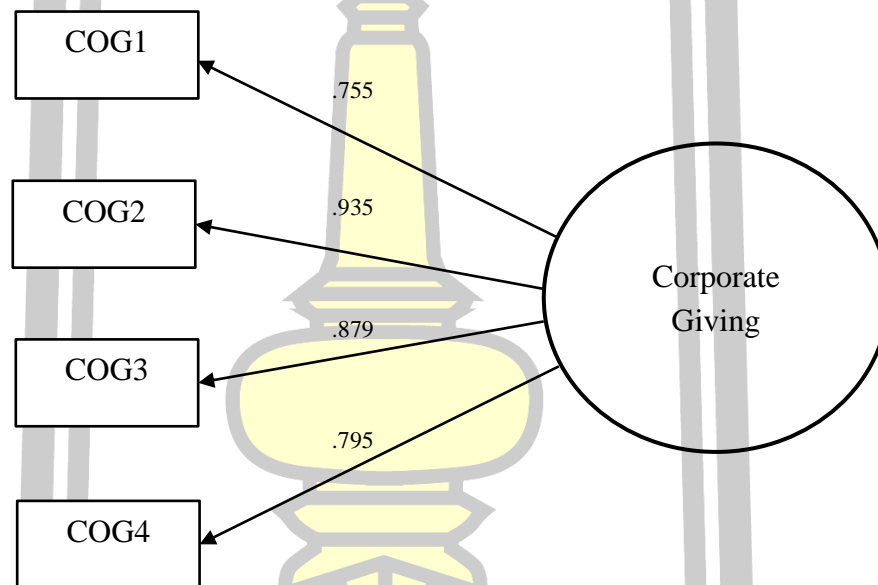 COG1
.755
COG2
.935
Corporate
Giving
.879
COG3
.795
COG4